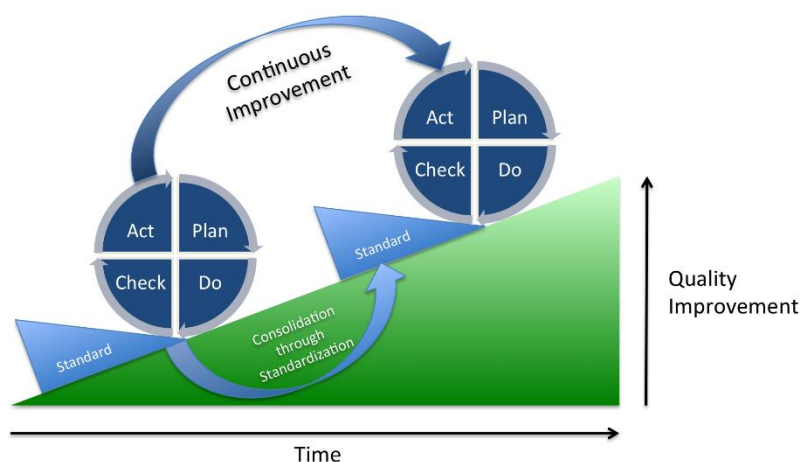 Continuous
Improvement
Act
Plan
Check
Do
Act
Plan
Check
Do
Standard
Standard
Consolidation
through
Standardization
Quality
Improvement
Time